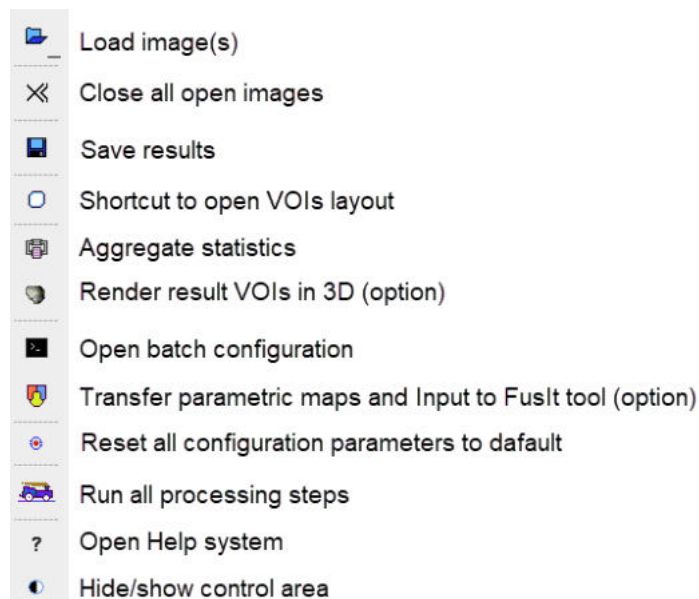 Load image(s)
Close all open images
Save results
Shortcut to open VOIs layout
Aggregate statistics
Render result VOIs in 3D (option)
Open batch configuration
Transfer parametric maps and Input to FusIt tool (option)
Reset all configuration parameters to dafault
Run all processing steps
? Open Help system
Hide/show control area